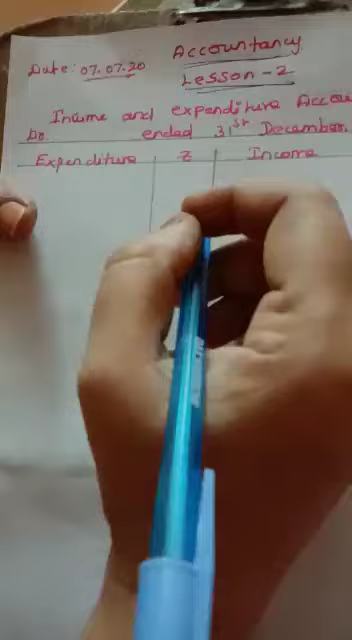 Date: 07.07.20
Accountancy
Lesson - 2
Income and expenditure Accou
Dr. ended 31st December
Expenditure ₹ Income